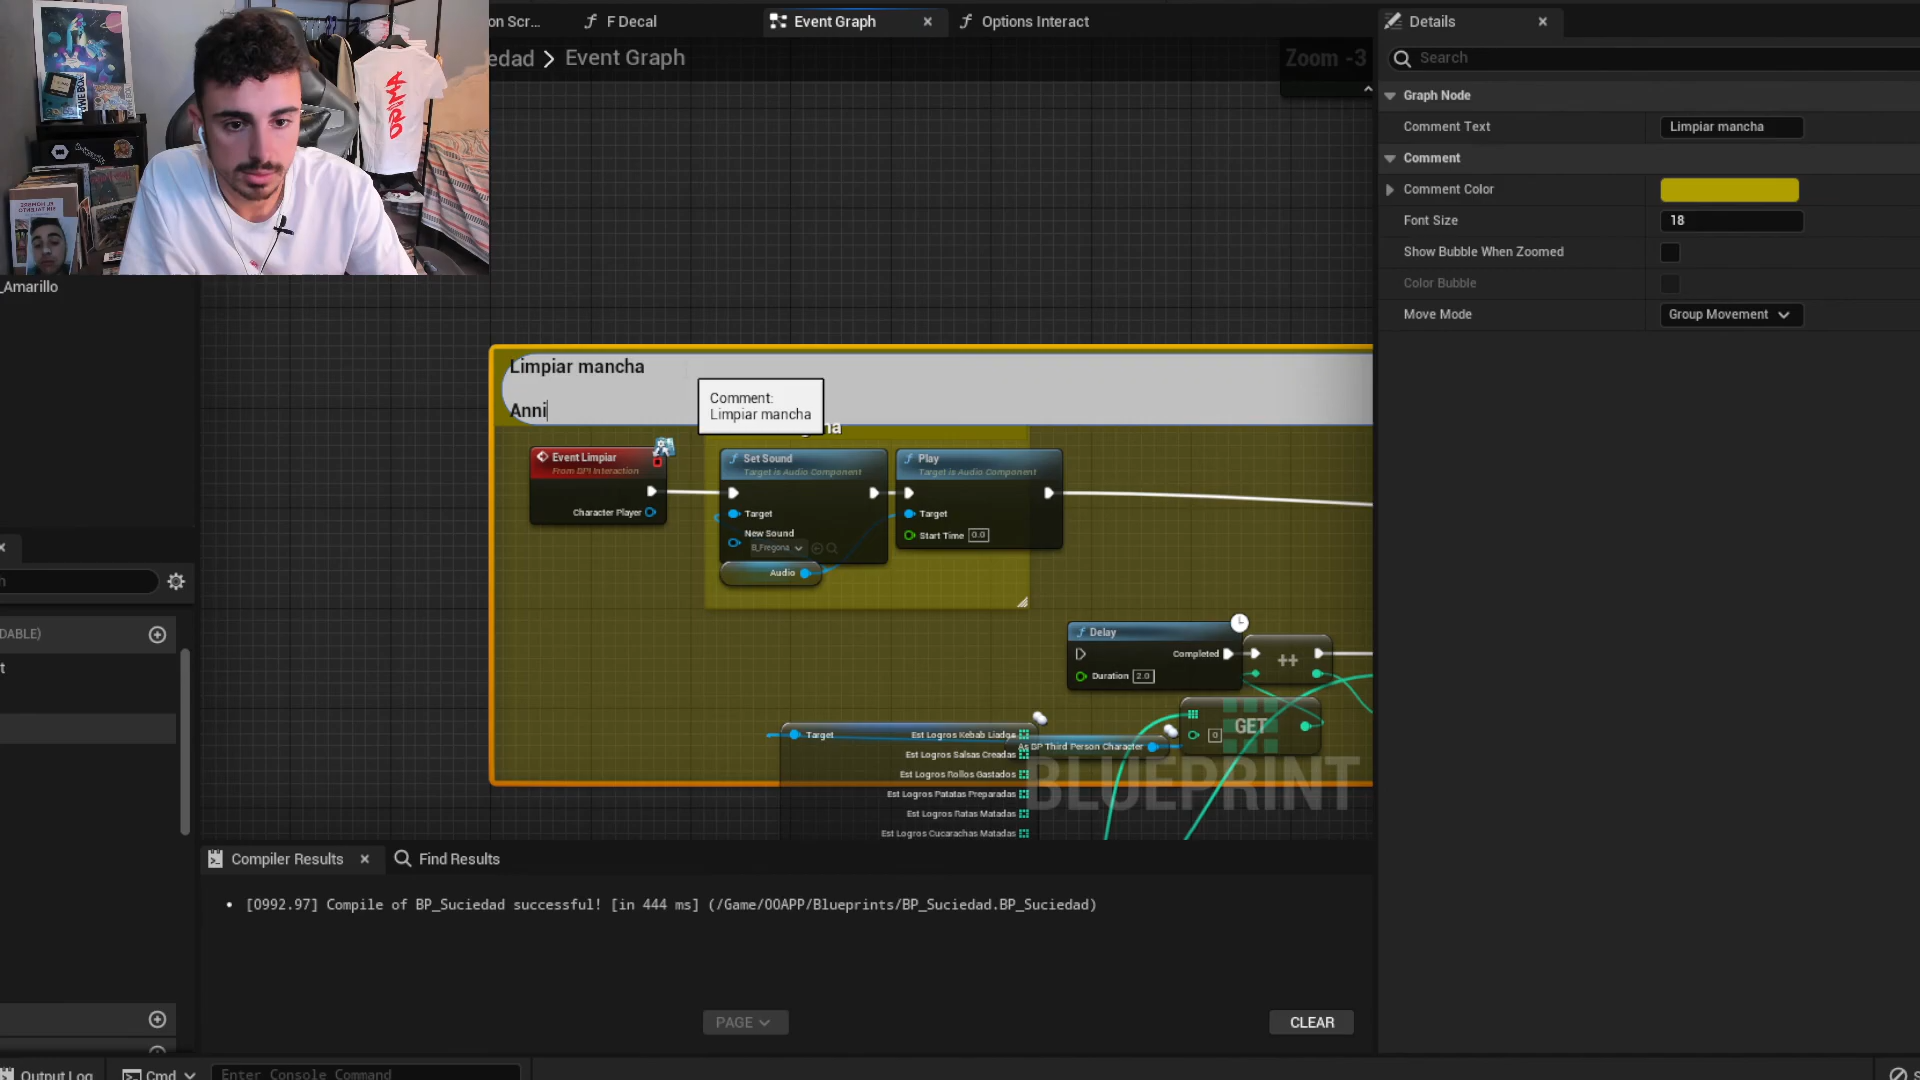 on Scr...
F Decal
Event Graph
Options Interact
Details
edad > Event Graph
Zoom -3
Search
Graph Node
Comment Text
Limpiar mancha
Comment
Comment Color
Font Size
18
Show Bubble When Zoomed
Color Bubble
Move Mode
Group Movement
_Amarillo
Limpiar mancha
Anni
Comment:
Limpiar mancha
na
Event Limpiar
From BPI Interaction
Character Player
Set Sound
Target is Audio Component
Target
New Sound
B_Fregona
Audio
Play
Target is Audio Component
Target
Start Time 0.0
Delay
Completed
Duration 2.0
++
GET
0
Target
Est Logros Kebab Liados
As BP Third Person Character
Est Logros Salsas Creadas
Est Logros Rollos Gastados
Est Logros Patatas Preparadas
Est Logros Ratas Matadas
Est Logros Cucarachas Matadas
BLUEPRINT
DABLE)
t
h
Compiler Results
Find Results
• [0992.97] Compile of BP_Suciedad successful! [in 444 ms] (/Game/OOAPP/Blueprints/BP_Suciedad.BP_Suciedad)
PAGE
CLEAR
Output Log
Cmd
Enter Console Command